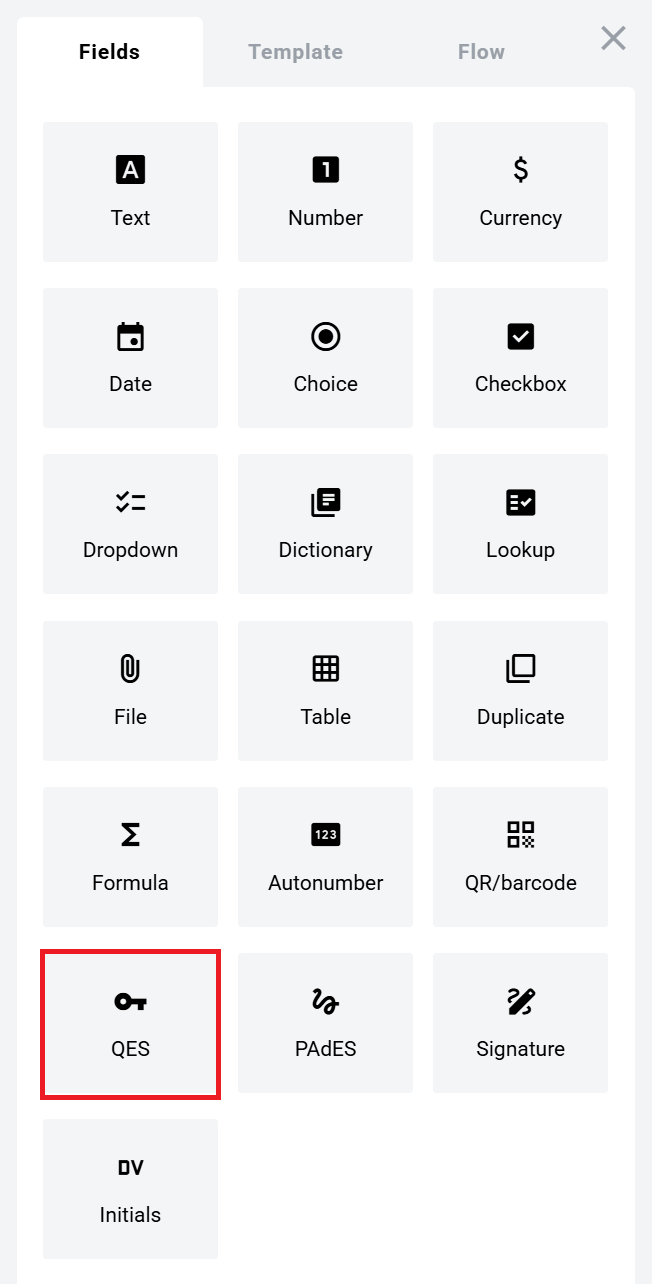 Fields Template Flow
A 1 $
Text Number Currency
Date Choice Checkbox
Dropdown Dictionary Lookup
File Table Duplicate
Σ 123
Formula Autonumber QR/barcode
QES PAdES Signature
DV
Initials